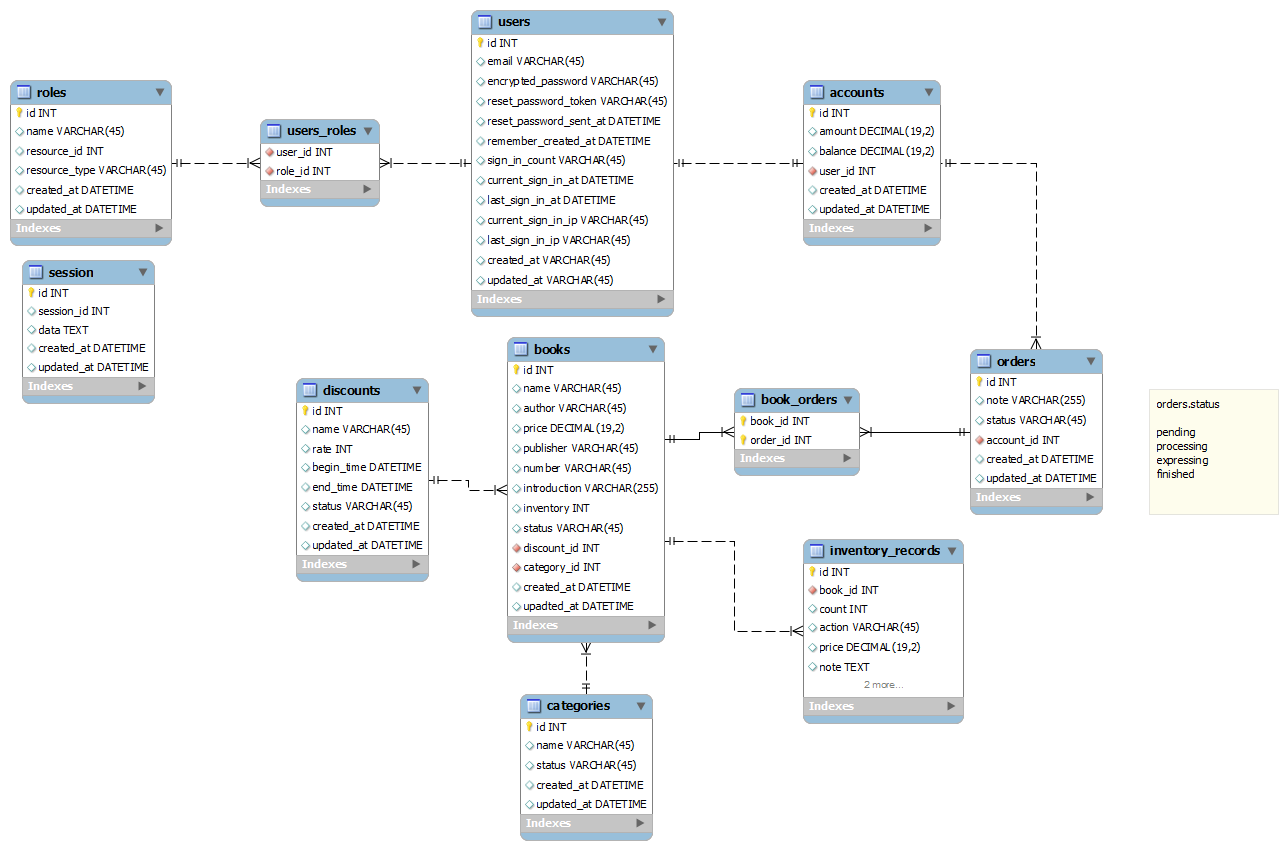 users
id INT
email VARCHAR(45)
encrypted_password VARCHAR(45)
reset_password_token VARCHAR(45)
reset_password_sent_at DATETIME
remember_created_at DATETIME
sign_in_count VARCHAR(45)
current_sign_in_at DATETIME
last_sign_in_at DATETIME
current_sign_in_ip VARCHAR(45)
last_sign_in_ip VARCHAR(45)
created_at VARCHAR(45)
updated_at VARCHAR(45)
Indexes
roles
id INT
name VARCHAR(45)
resource_id INT
resource_type VARCHAR(45)
created_at DATETIME
updated_at DATETIME
Indexes
users_roles
user_id INT
role_id INT
Indexes
accounts
id INT
amount DECIMAL(19,2)
balance DECIMAL(19,2)
user_id INT
created_at DATETIME
updated_at DATETIME
Indexes
session
id INT
session_id INT
data TEXT
created_at DATETIME
updated_at DATETIME
Indexes
books
id INT
name VARCHAR(45)
author VARCHAR(45)
price DECIMAL(19,2)
publisher VARCHAR(45)
number VARCHAR(45)
introduction VARCHAR(255)
inventory INT
status VARCHAR(45)
discount_id INT
category_id INT
created_at DATETIME
upadted_at DATETIME
Indexes
discounts
id INT
name VARCHAR(45)
rate INT
begin_time DATETIME
end_time DATETIME
status VARCHAR(45)
created_at DATETIME
updated_at DATETIME
Indexes
book_orders
book_id INT
order_id INT
Indexes
orders
id INT
note VARCHAR(255)
status VARCHAR(45)
account_id INT
created_at DATETIME
updated_at DATETIME
Indexes
orders.status
pending
processing
expressing
finished
inventory_records
id INT
book_id INT
count INT
action VARCHAR(45)
price DECIMAL(19,2)
note TEXT
2 more...
Indexes
categories
id INT
name VARCHAR(45)
status VARCHAR(45)
created_at DATETIME
updated_at DATETIME
Indexes